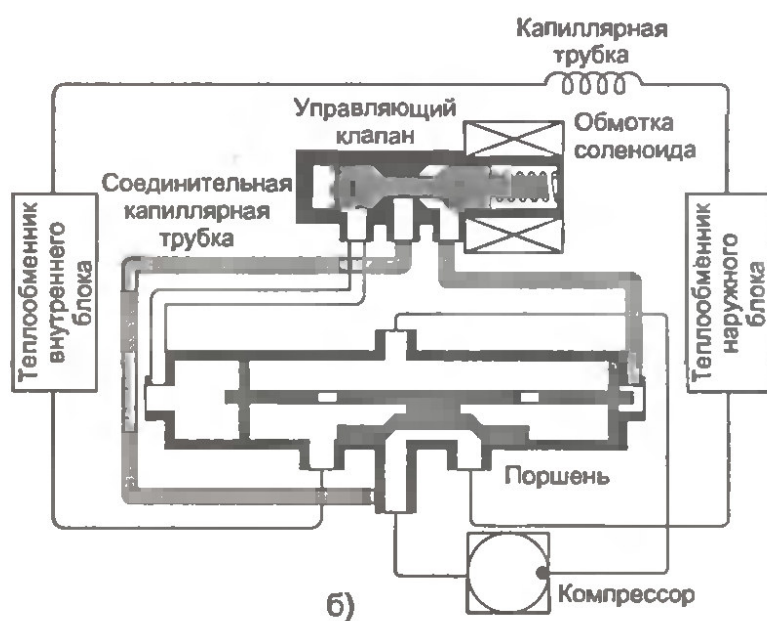 Капиллярная
трубка
Управляющий
клапан
Обмотка
соленоида
Соединительная
капиллярная
трубка
Теплообменник
внутреннего
блока
Теплообменник
наружного
блока
Поршень
Компрессор
б)